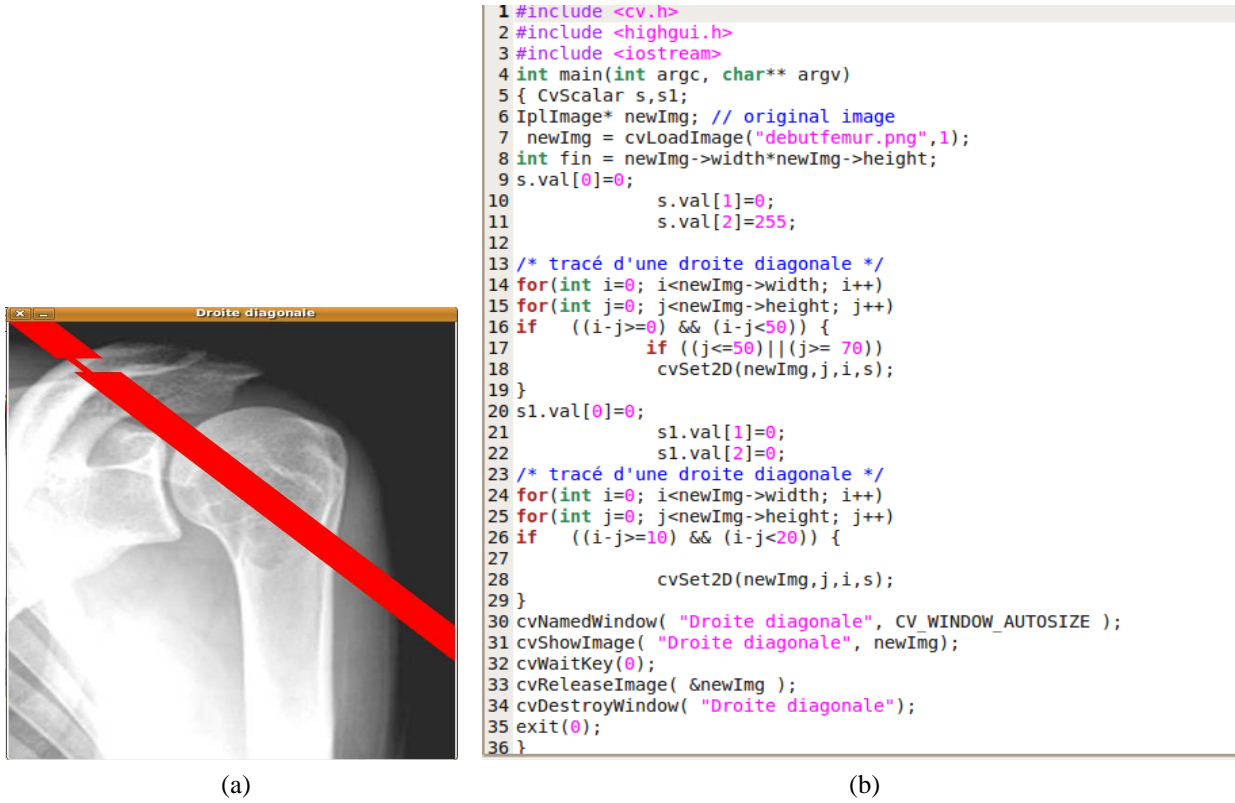 Droite diagonale
(a)
1 #include <cv.h>
2 #include <highgui.h>
3 #include <iostream>
4 int main(int argc, char** argv)
5 { CvScalar s,s1;
6 IplImage* newImg; // original image
7  newImg = cvLoadImage("debutfemur.png",1);
8 int fin = newImg->width*newImg->height;
9 s.val[0]=0;
10               s.val[1]=0;
11               s.val[2]=255;
12
13 /* tracé d'une droite diagonale */
14 for(int i=0; i<newImg->width; i++)
15 for(int j=0; j<newImg->height; j++)
16 if   ((i-j>=0) && (i-j<50)) {
17              if ((j<=50)||(j>= 70))
18               cvSet2D(newImg,j,i,s);
19 }
20 s1.val[0]=0;
21               s1.val[1]=0;
22               s1.val[2]=0;
23 /* tracé d'une droite diagonale */
24 for(int i=0; i<newImg->width; i++)
25 for(int j=0; j<newImg->height; j++)
26 if   ((i-j>=10) && (i-j<20)) {
27
28               cvSet2D(newImg,j,i,s);
29 }
30 cvNamedWindow( "Droite diagonale", CV_WINDOW_AUTOSIZE );
31 cvShowImage( "Droite diagonale", newImg);
32 cvWaitKey(0);
33 cvReleaseImage( &newImg );
34 cvDestroyWindow( "Droite diagonale");
35 exit(0);
36 }
(b)